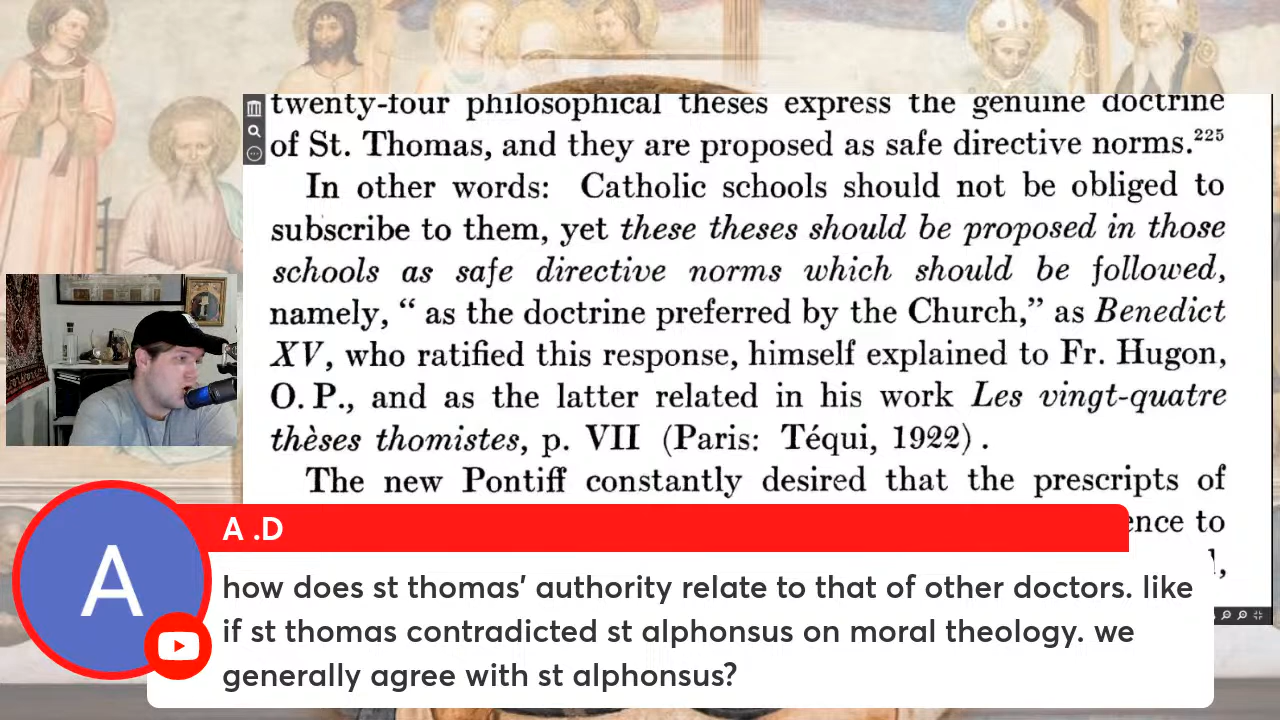 twenty-four philosophical theses express the genuine doctrine
of St. Thomas, and they are proposed as safe directive norms.²²⁵
In other words: Catholic schools should not be obliged to
subscribe to them, yet these theses should be proposed in those
schools as safe directive norms which should be followed,
namely, “ as the doctrine preferred by the Church,” as Benedict
XV, who ratified this response, himself explained to Fr. Hugon,
O. P., and as the latter related in his work Les vingt-quatre
thèses thomistes, p. VII (Paris: Téqui, 1922) .
The new Pontiff constantly desired that the prescripts of
ence to
A .D
A
how does st thomas’ authority relate to that of other doctors. like
if st thomas contradicted st alphonsus on moral theology. we
generally agree with st alphonsus?